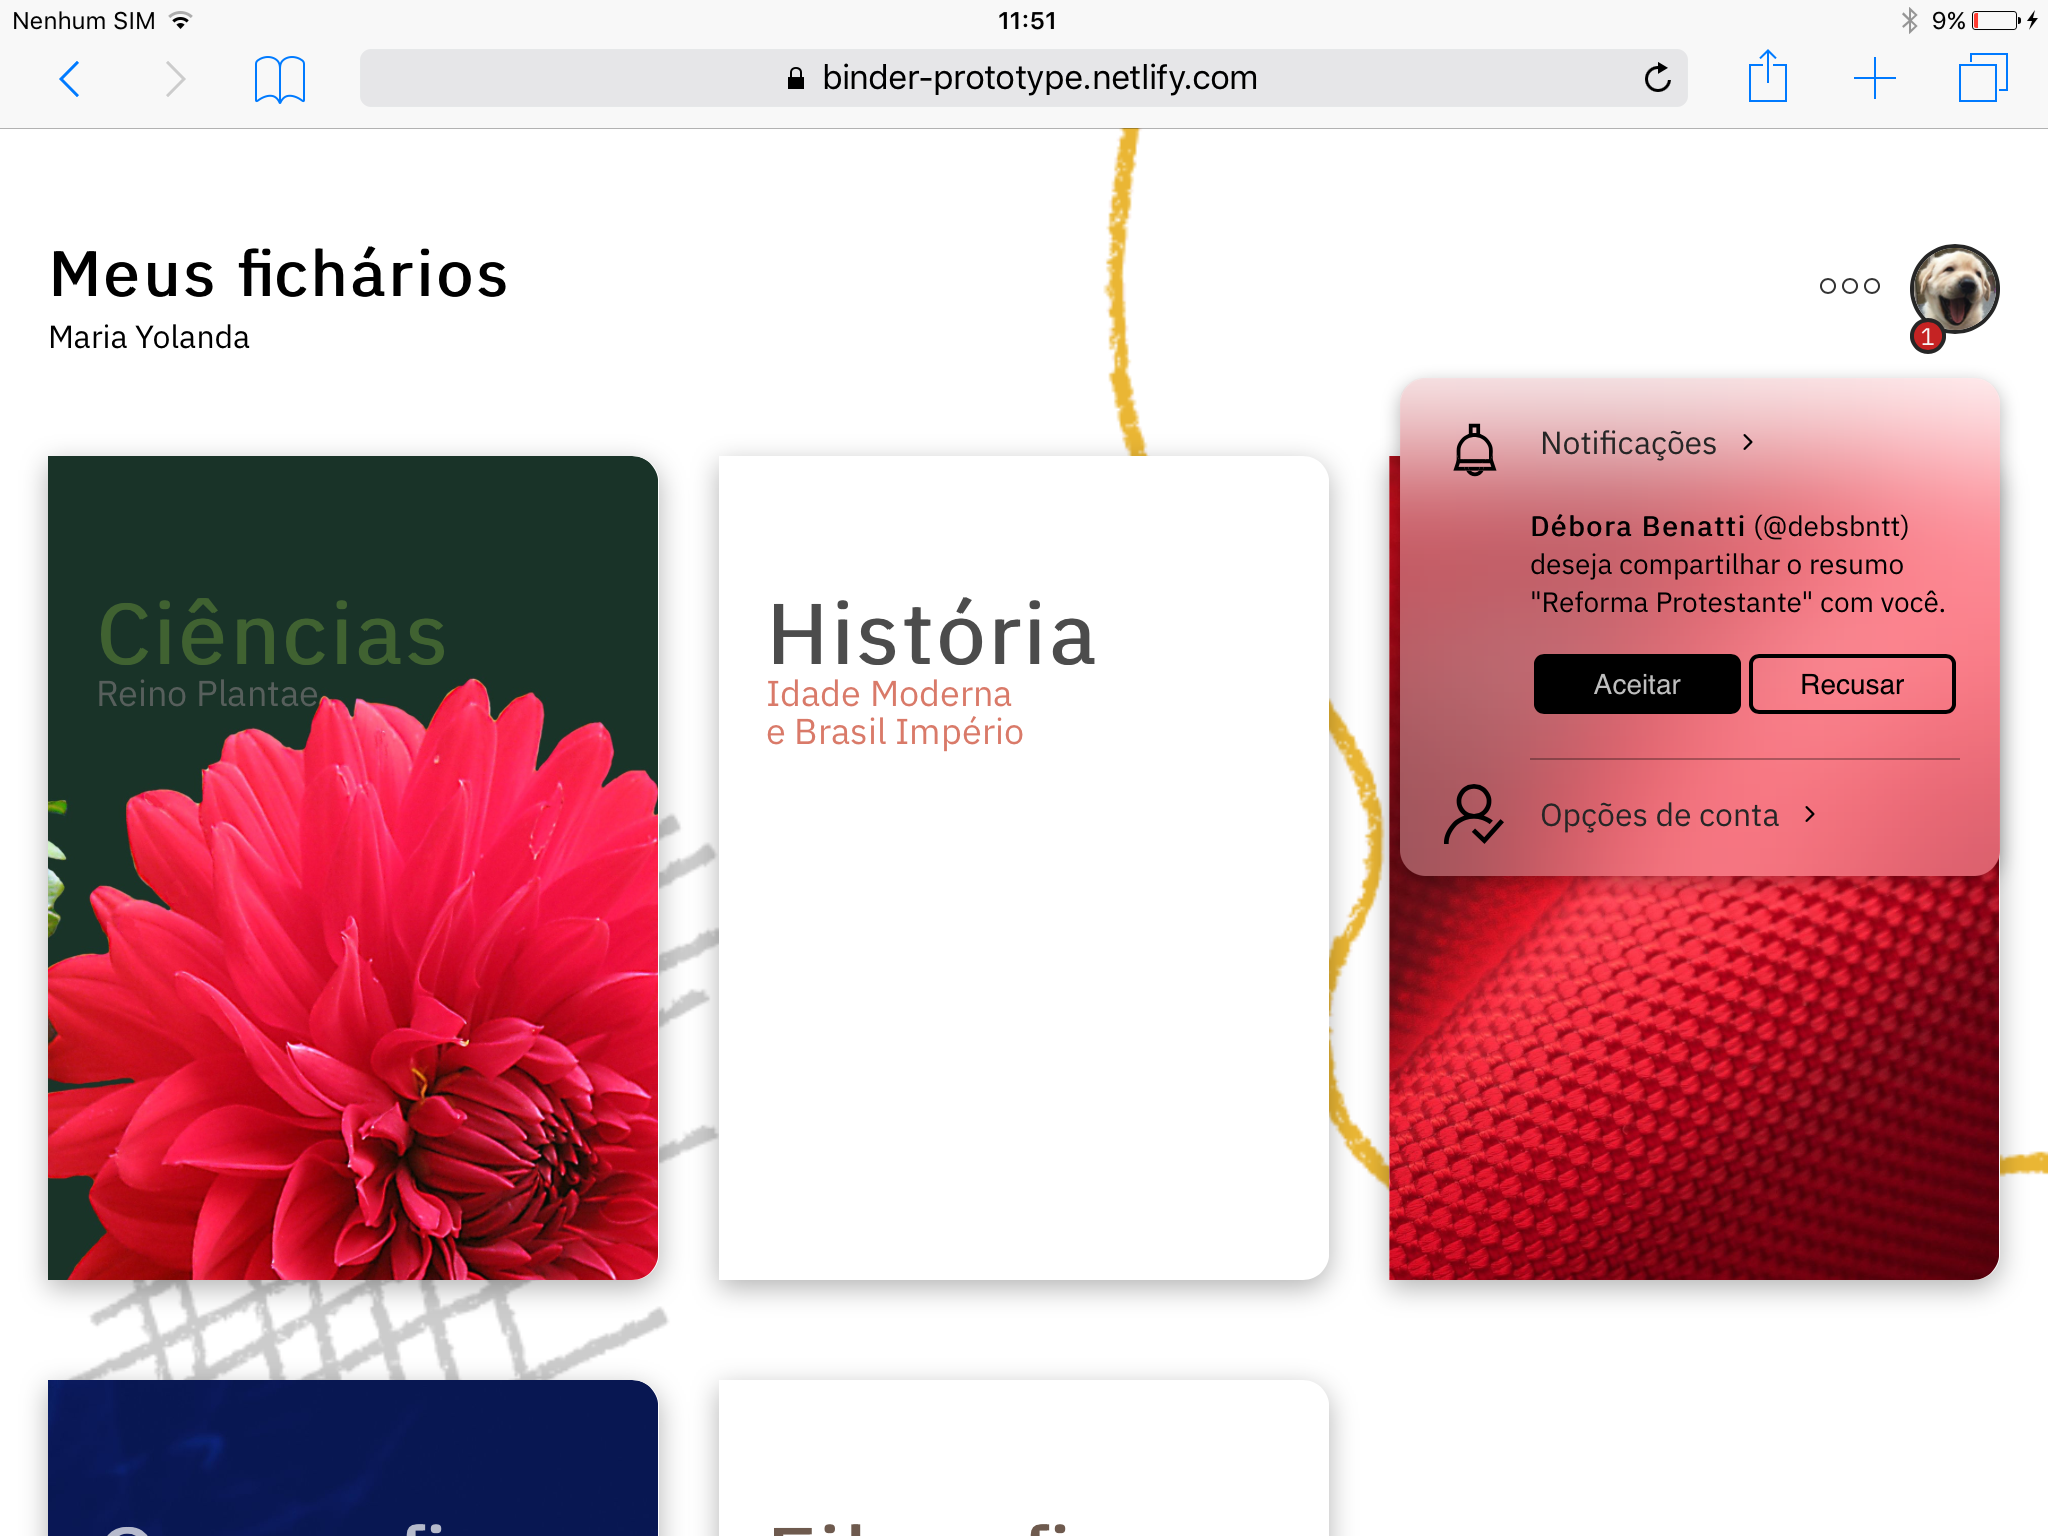 Nenhum SIM
11:51
9%
binder-prototype.netlify.com
Meus fichários
Maria Yolanda
1
Notificações
Débora Benatti (@debsbntt)
deseja compartilhar o resumo
"Reforma Protestante" com você.
Aceitar
Recusar
Opções de conta
Ciências
Reino Plantae
História
Idade Moderna
e Brasil Império